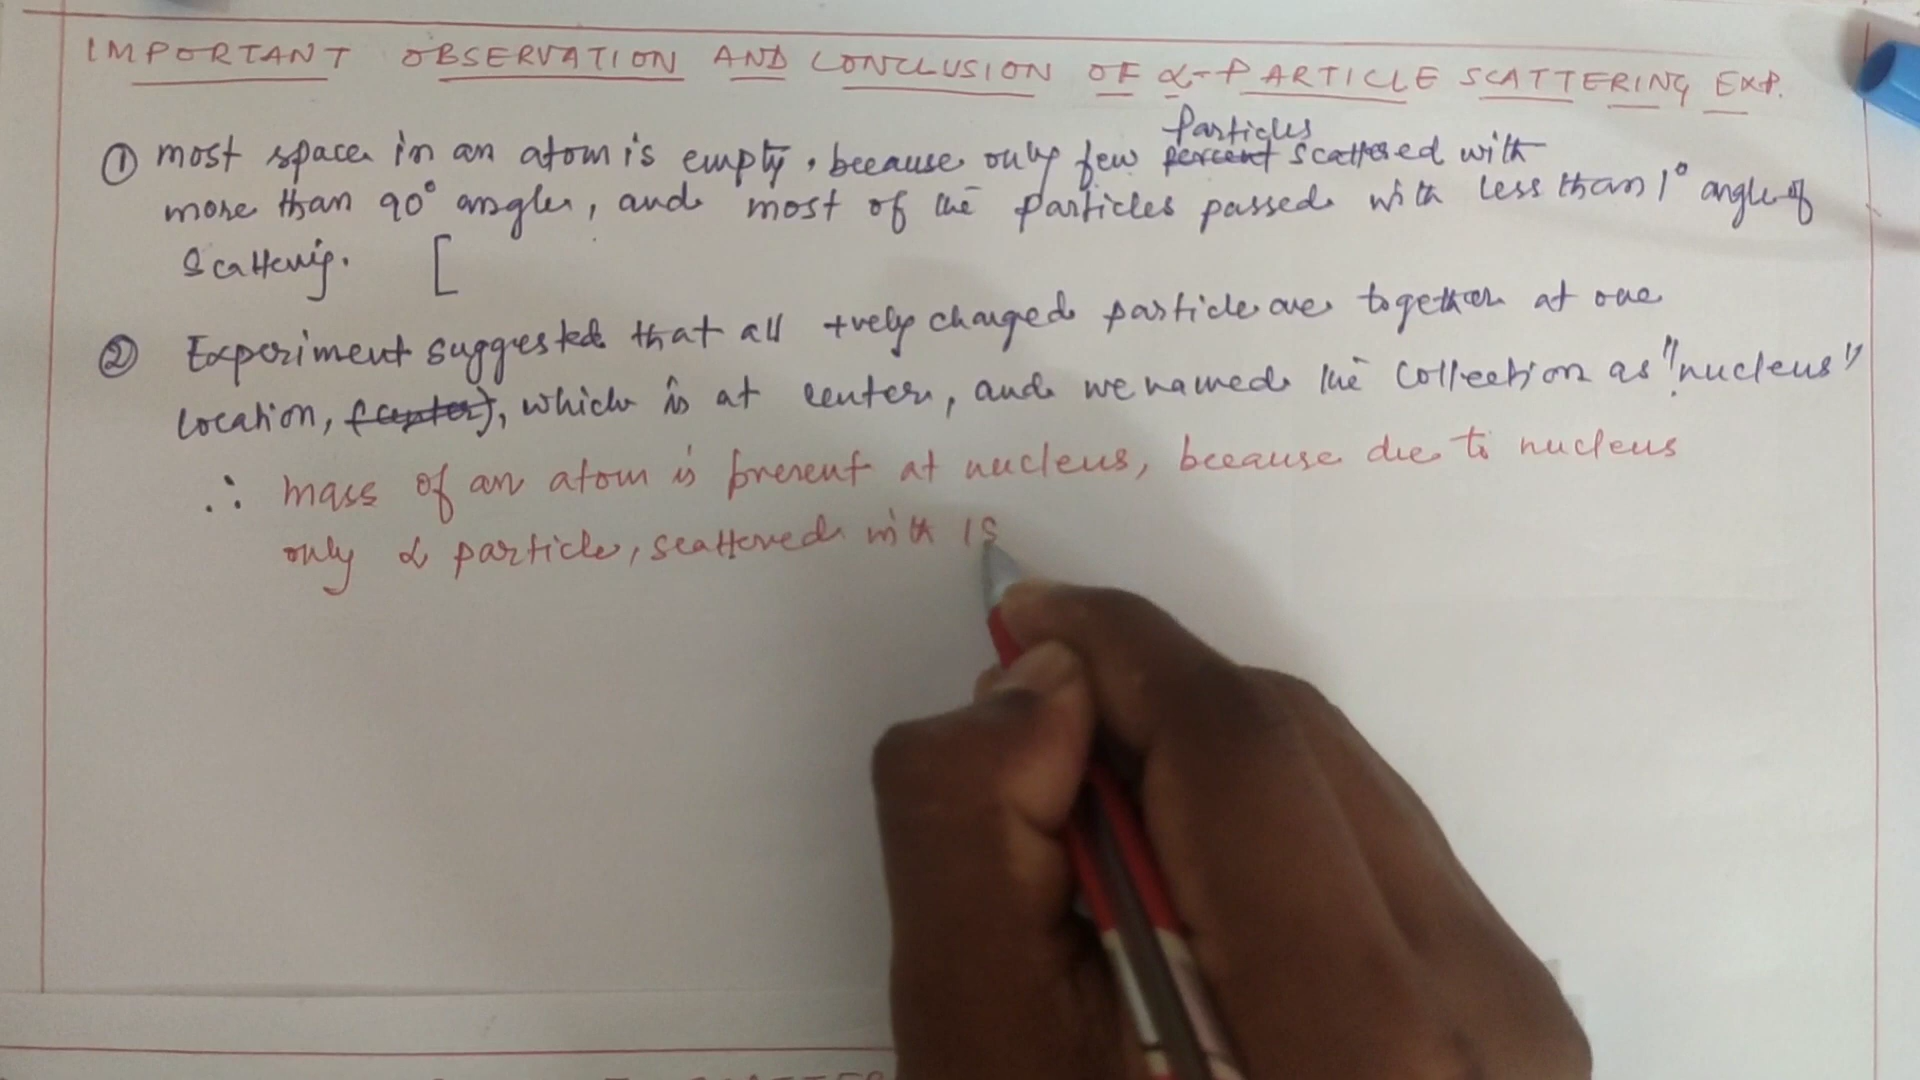 IMPORTANT OBSERVATION AND CONCLUSION OF α-PARTICLE SCATTERING EXP.
① most space in an atom is empty, because only few particles scattered with
more than 90° angle, and most of the particles passed with less than 1° angle of
scattering. [
② Experiment suggested that all +vely charged particle are together at one
location, (center), which is at center, and we named the collection as "nucleus"
∴ mass of an atom is present at nucleus, because due to nucleus
only α particle, scattered with 18